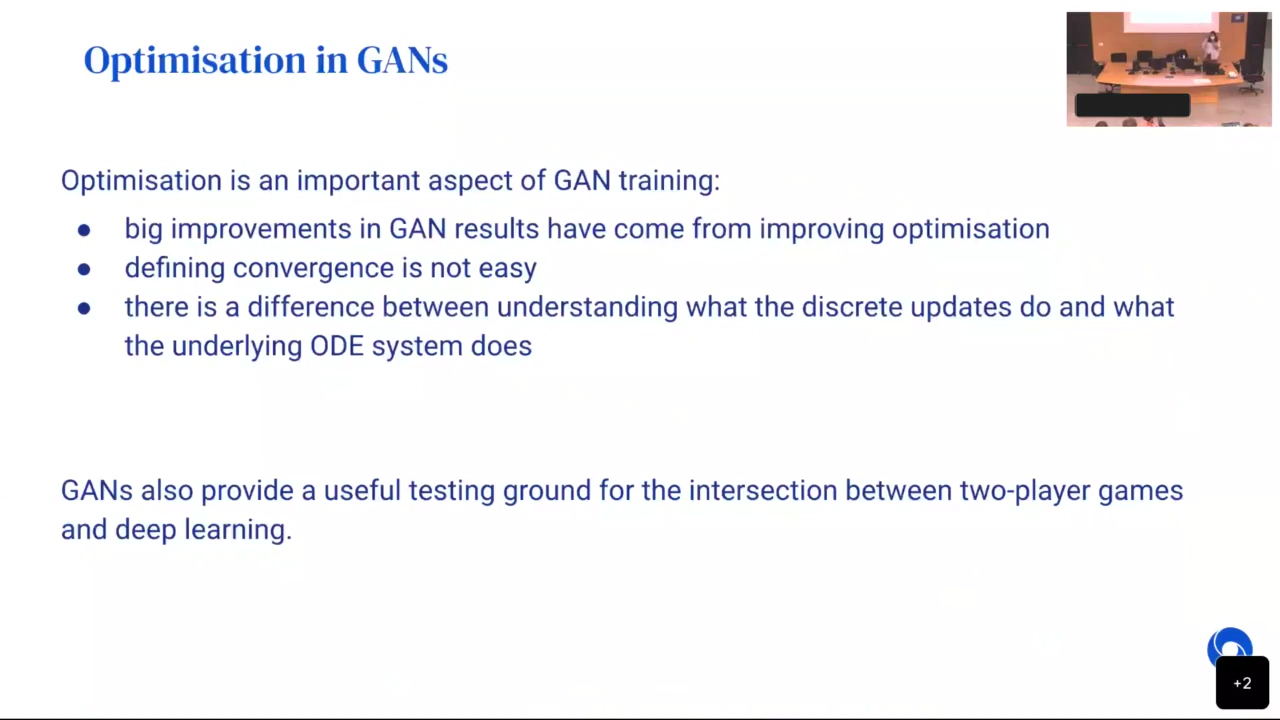 Optimisation in GANs
Optimisation is an important aspect of GAN training:
● big improvements in GAN results have come from improving optimisation
● defining convergence is not easy
● there is a difference between understanding what the discrete updates do and what
the underlying ODE system does
GANs also provide a useful testing ground for the intersection between two-player games
and deep learning.
+2